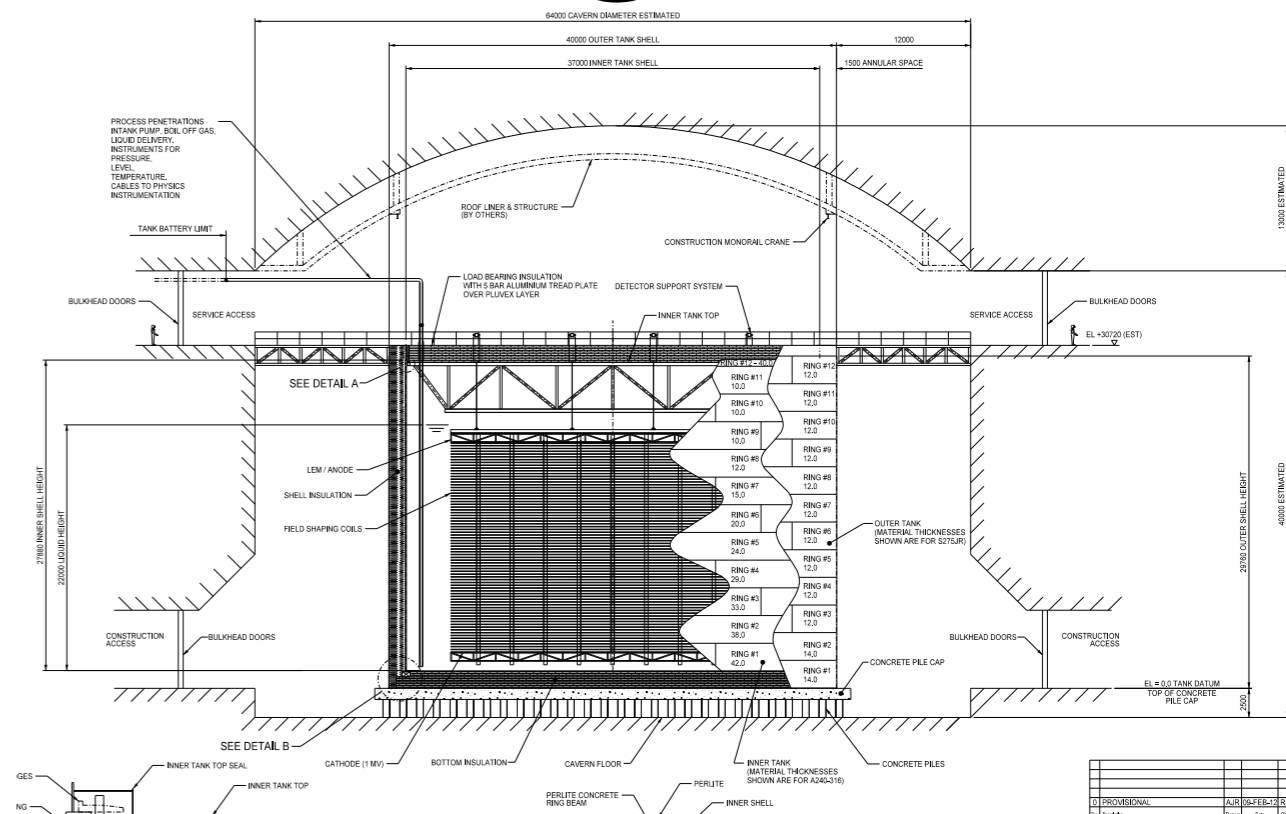 64000 CAVERN DIAMETER ESTIMATED
40000 OUTER TANK SHELL
12000
37000 INNER TANK SHELL
1500 ANNULAR SPACE
PROCESS PENETRATIONS
INTANK PUMP, BOIL OFF GAS,
LIQUID DELIVERY.
INSTRUMENTS FOR
PRESSURE,
LEVEL,
TEMPERATURE.
CABLES TO PHYSICS
INSTRUMENTATION
ROOF LINER & STRUCTURE
(BY OTHERS)
13000 ESTIMATED
TANK BATTERY LIMIT
CONSTRUCTION MONORAIL CRANE
LOAD BEARING INSULATION
WITH 5 BAR ALUMINIUM TREAD PLATE
OVER PLUVEX LAYER
DETECTOR SUPPORT SYSTEM
BULKHEAD DOORS
SERVICE ACCESS
INNER TANK TOP
SERVICE ACCESS
BULKHEAD DOORS
EL +30720 (EST)
SEE DETAIL A
RING #12 - 40.0
RING #11
10.0
RING #10
10.0
RING #9
10.0
RING #8
12.0
RING #7
15.0
RING #6
20.0
RING #5
24.0
RING #4
29.0
RING #3
33.0
RING #2
38.0
RING #1
42.0
RING #12
12.0
RING #11
12.0
RING #10
12.0
RING #9
12.0
RING #8
12.0
RING #7
12.0
RING #6
12.0
RING #5
12.0
RING #4
12.0
RING #3
12.0
RING #2
14.0
RING #1
14.0
LEM / ANODE
SHELL INSULATION
FIELD SHAPING COILS
27880 INNER SHELL HEIGHT
22000 LIQUID HEIGHT
OUTER TANK
(MATERIAL THICKNESSES
SHOWN ARE FOR S275JR)
29760 OUTER SHELL HEIGHT
40000 ESTIMATED
CONSTRUCTION
ACCESS
BULKHEAD DOORS
BULKHEAD DOORS
CONSTRUCTION
ACCESS
CONCRETE PILE CAP
EL = 0,0 TANK DATUM
TOP OF CONCRETE
PILE CAP
2500
SEE DETAIL B
CATHODE (1 MV)
BOTTOM INSULATION
CAVERN FLOOR
INNER TANK
(MATERIAL THICKNESSES
SHOWN ARE FOR A240-316)
CONCRETE PILES
INNER TANK TOP SEAL
GES
INNER TANK TOP
NG
PERLITE
PERLITE CONCRETE
RING BEAM
INNER SHELL
0 PROVISIONAL AJR 09-FEB-12 R